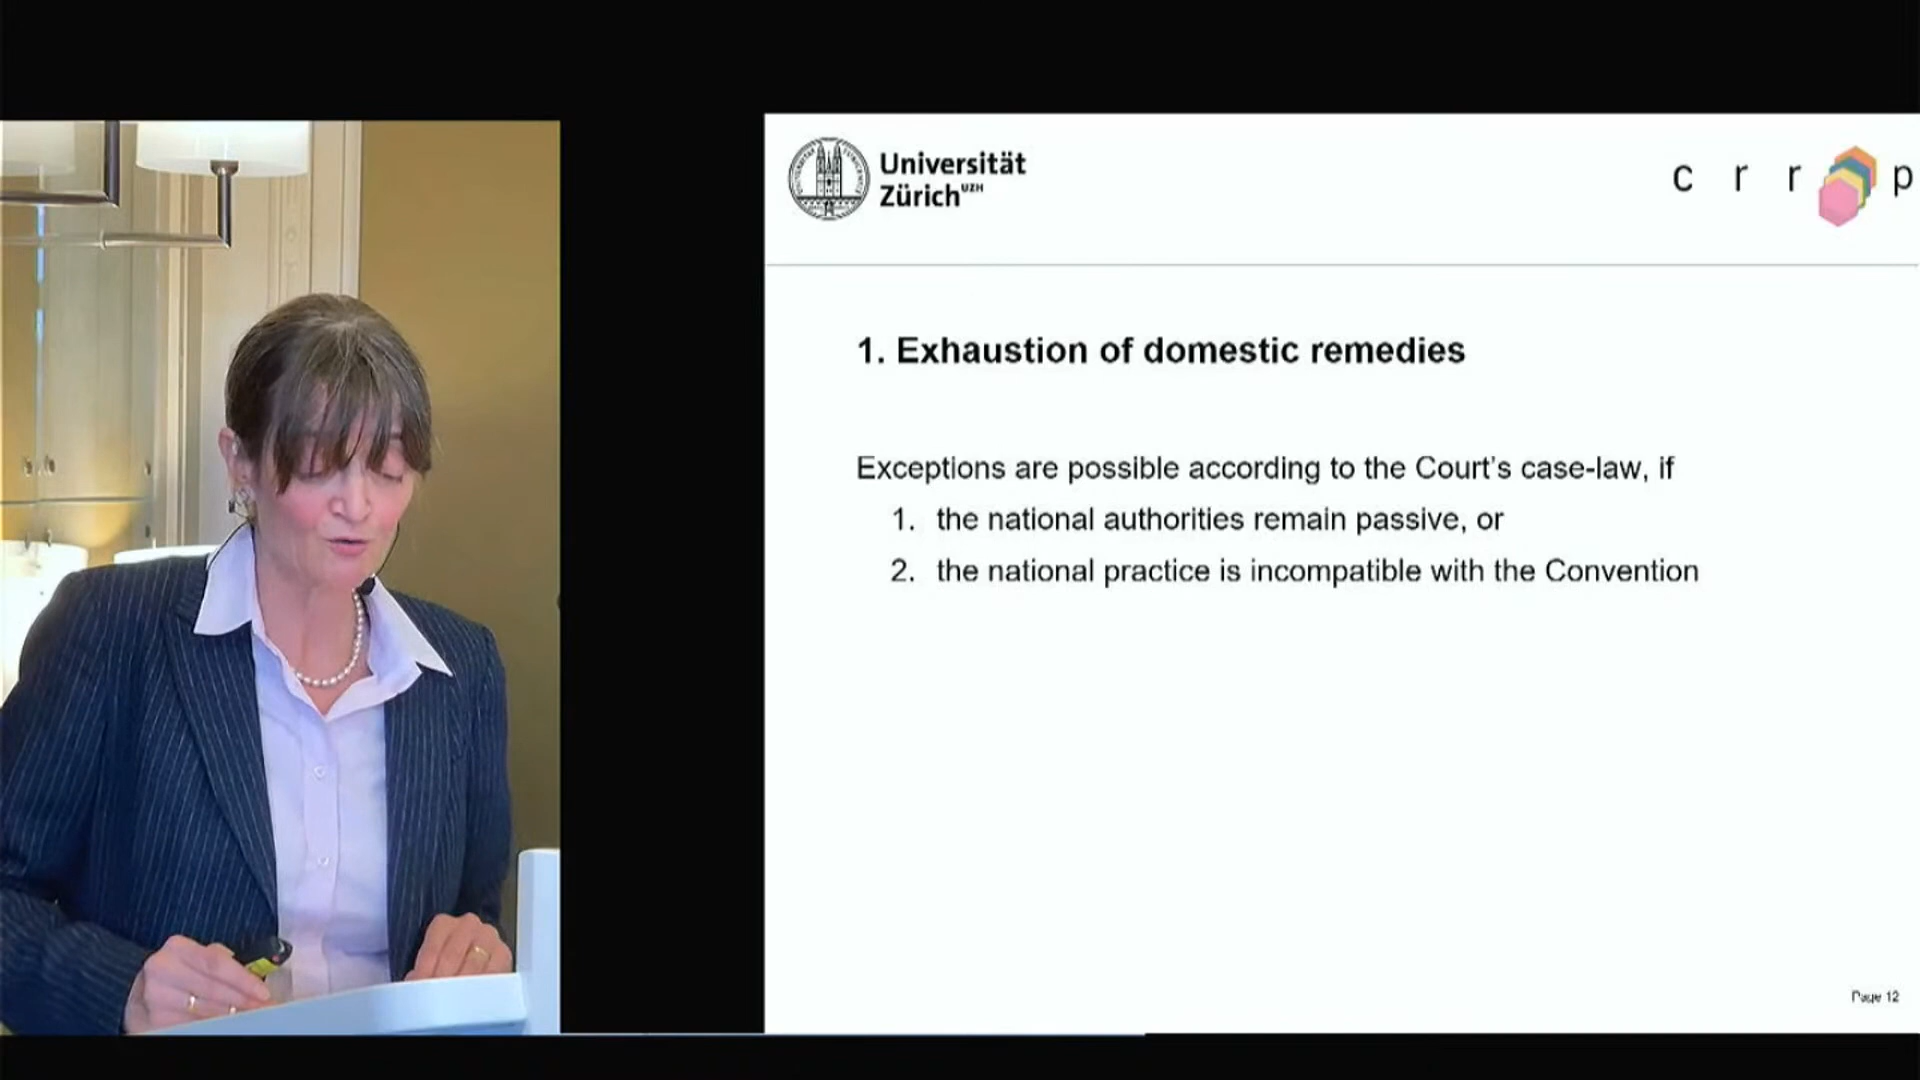 Universität
Zürich UZH
c r r p
1. Exhaustion of domestic remedies
Exceptions are possible according to the Court's case-law, if
1. the national authorities remain passive, or
2. the national practice is incompatible with the Convention
Page 12